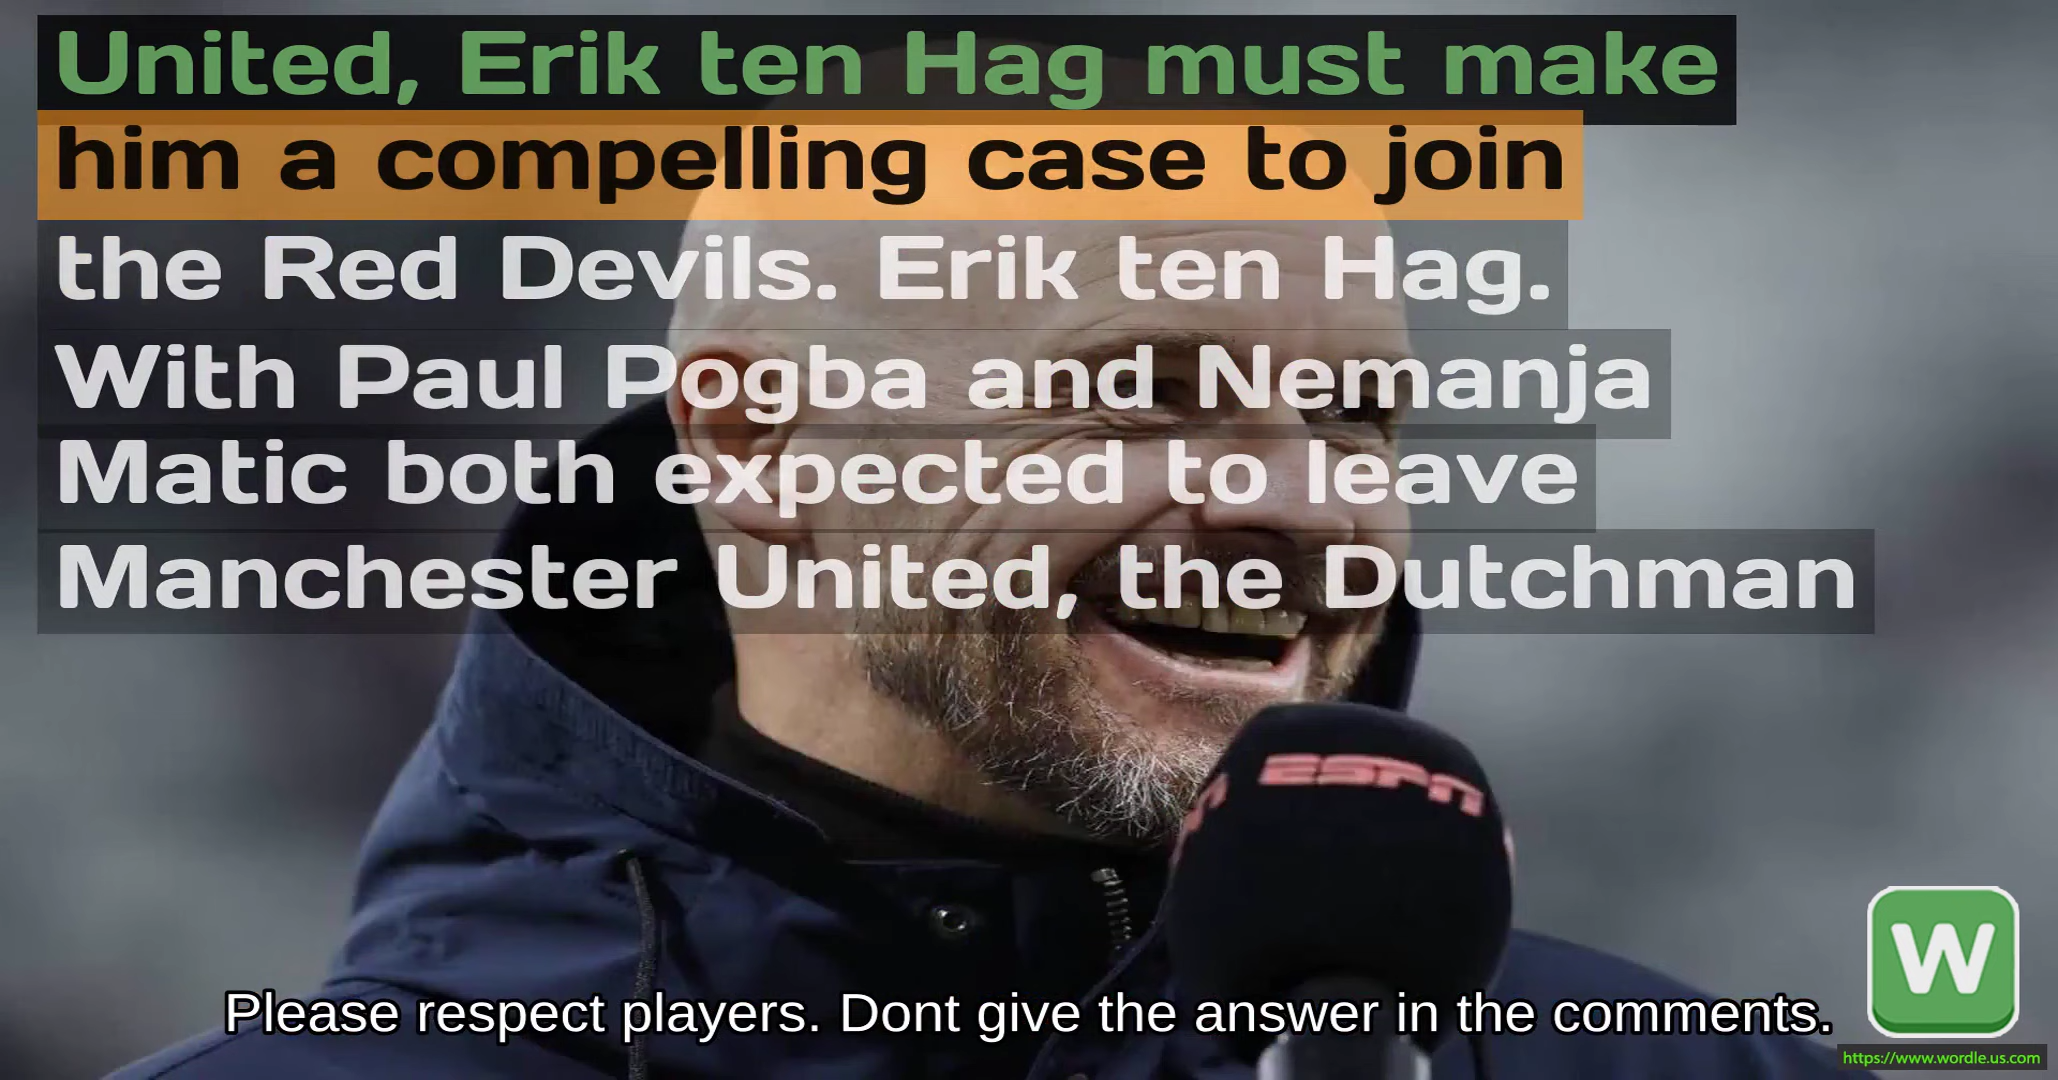 United, Erik ten Hag must make
him a compelling case to join
the Red Devils. Erik ten Hag.
With Paul Pogba and Nemanja
Matic both expected to leave
Manchester United, the Dutchman
ESPN
Please respect players. Dont give the answer in the comments.
W
https://www.wordle.us.com